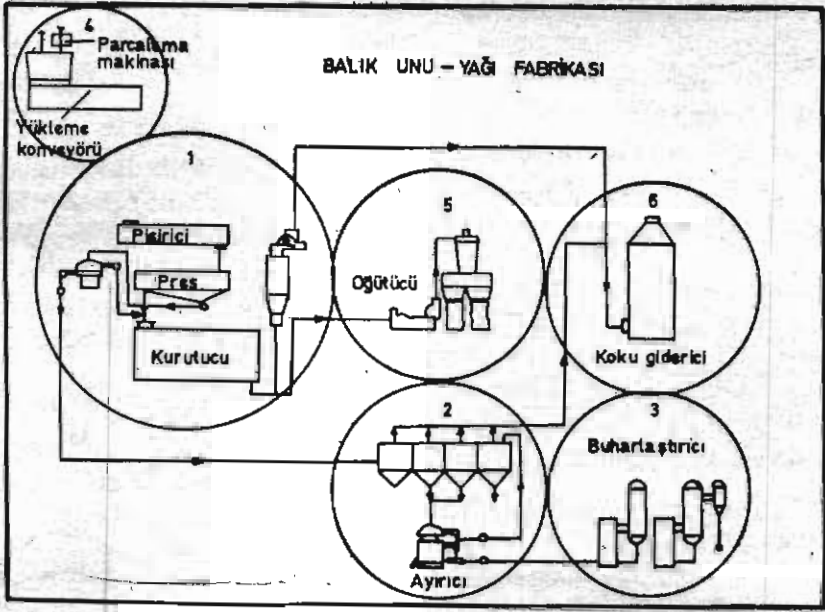 4
Parcalama
makinası
BALIK UNU – YAĞI FABRİKASI
Yükleme
konveyörü
1
5
6
Pişirici
Pres
Kurutucu
Öğütücü
Koku giderici
2
3
Buharlaştırıcı
Ayırıcı